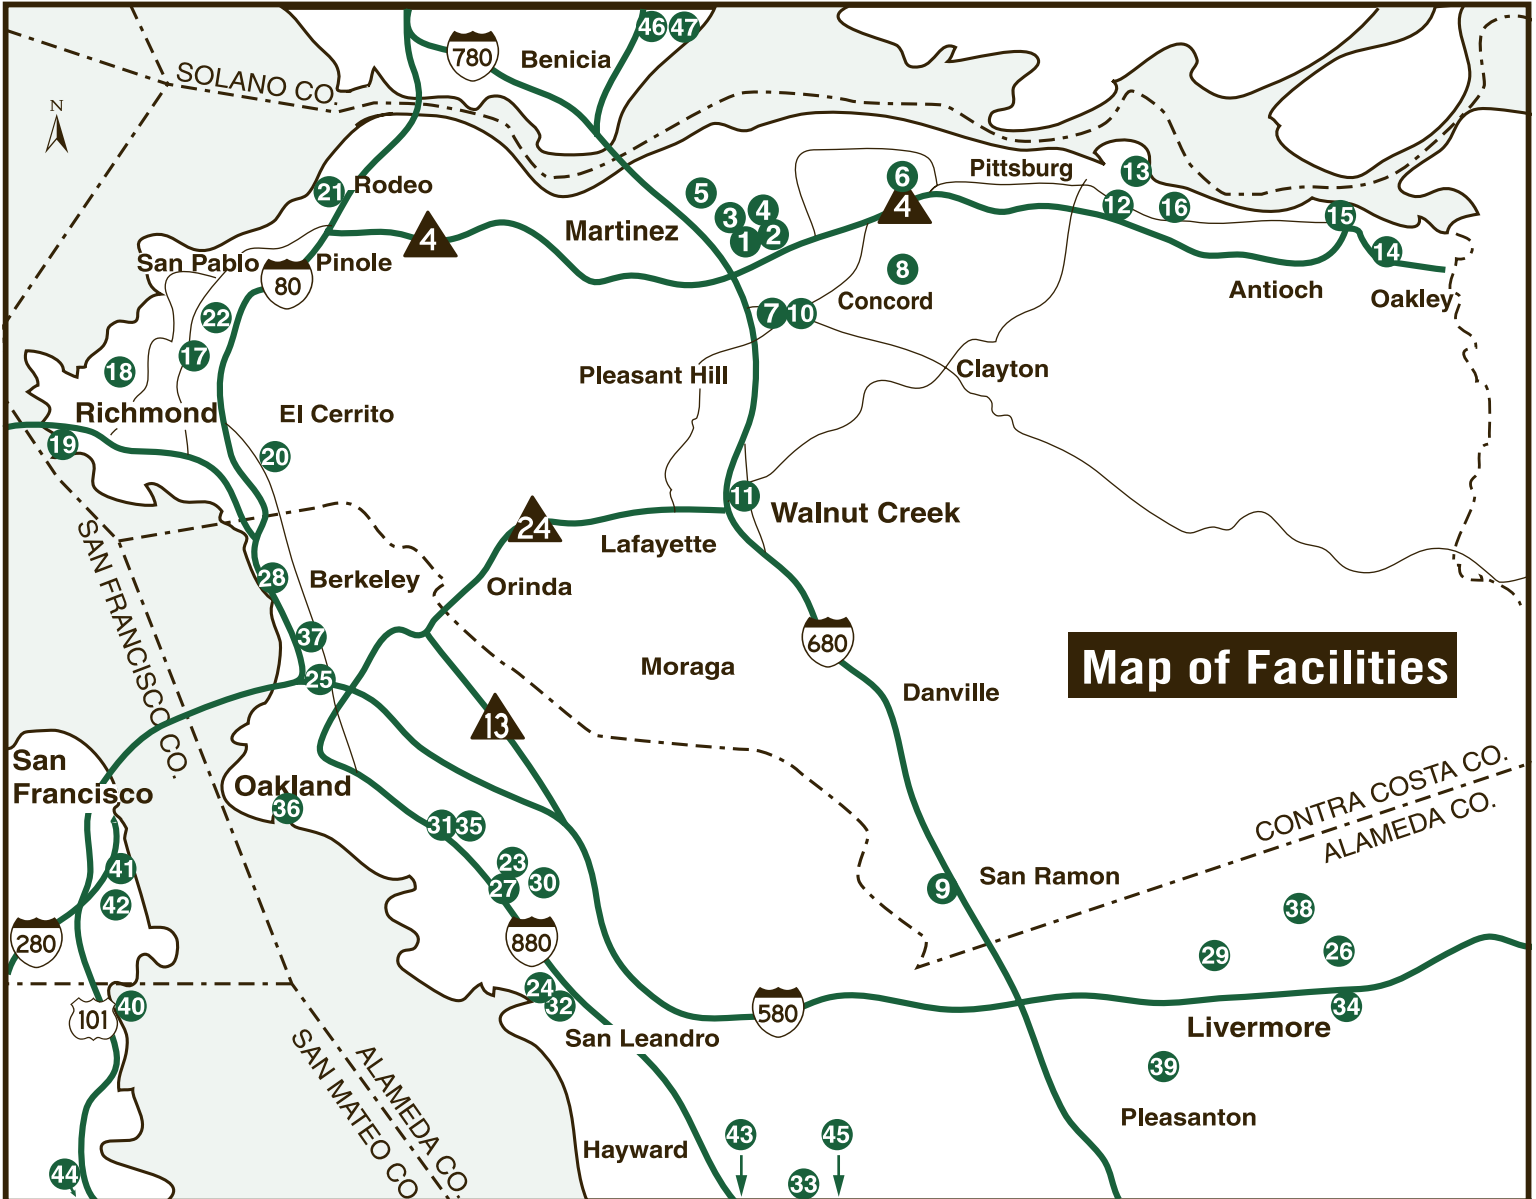 46 47
780
Benicia
SOLANO CO.
N
Pittsburg
13
6
21
Rodeo
5
4
12
16
3
4
15
Martinez
1
2
4
14
San Pablo
Pinole
8
80
Concord
Antioch
Oakley
22
7
10
17
18
Pleasant Hill
Clayton
Richmond
El Cerrito
19
20
11
Walnut Creek
24
Lafayette
SAN FRANCISCO CO.
28
Berkeley
Orinda
37
680
Moraga
Map of Facilities
25
Danville
13
San
Francisco
Oakland
36
CONTRA COSTA CO.
ALAMEDA CO.
31
35
41
23
San Ramon
27
30
9
42
38
280
880
29
26
24
32
40
101
580
34
San Leandro
Livermore
ALAMEDA CO.
SAN MATEO CO.
39
Pleasanton
Hayward
43
45
44
33